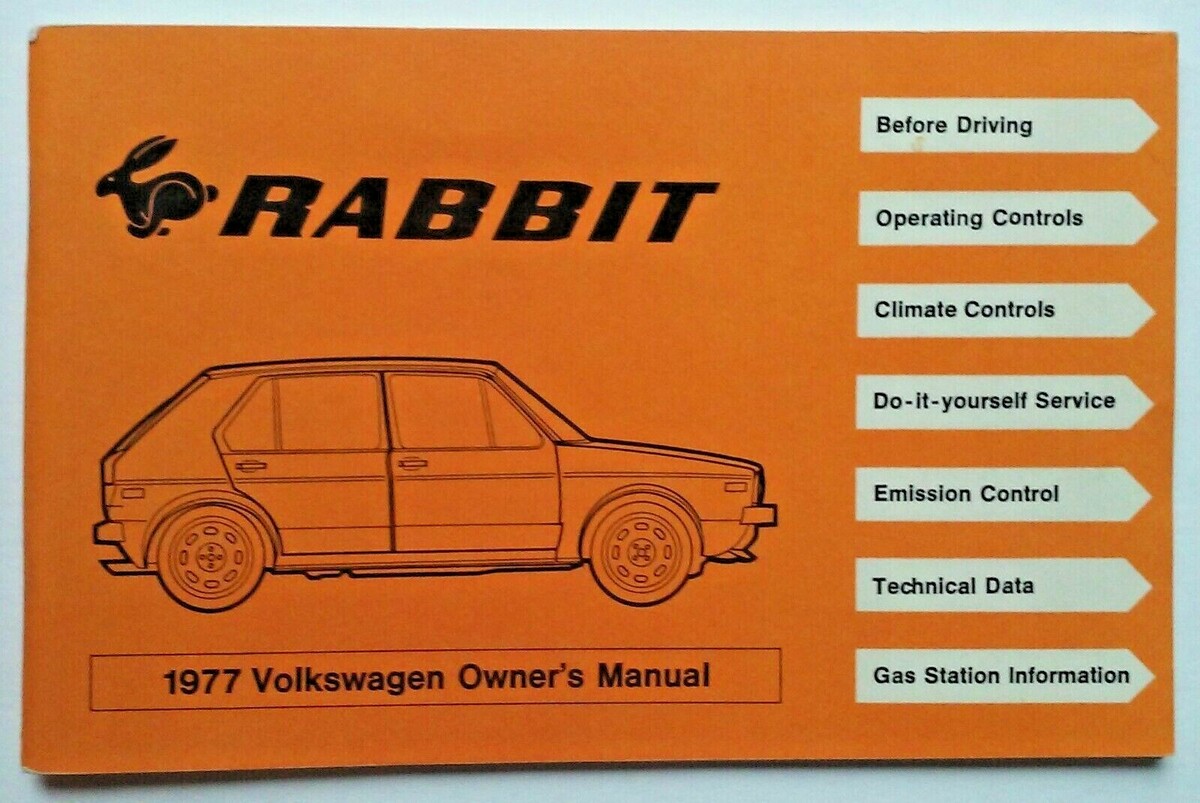 RABBIT
1977 Volkswagen Owner's Manual
Before Driving
Operating Controls
Climate Controls
Do-it-yourself Service
Emission Control
Technical Data
Gas Station Information